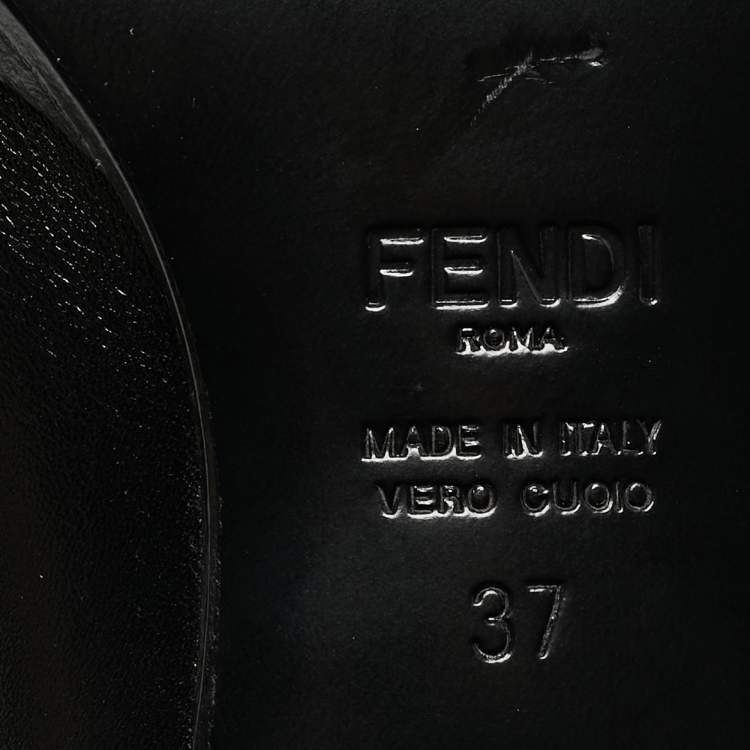 FENDI
ROMA
MADE IN ITALY
VERO CUOIO
37